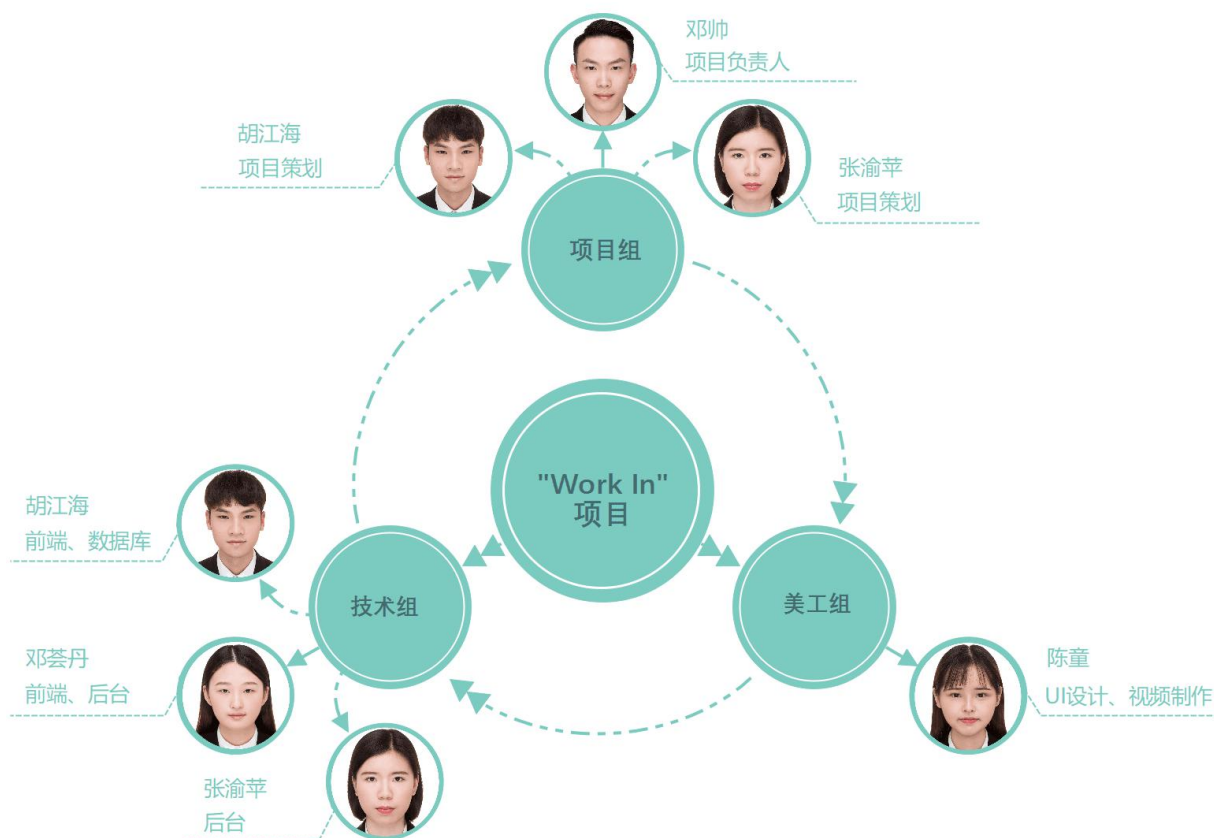 邓帅
项目负责人
胡江海
项目策划
张渝苹
项目策划
项目组
"Work In"
项目
胡江海
前端、数据库
技术组
美工组
邓荟丹
前端、后台
陈童
UI设计、视频制作
张渝苹
后台